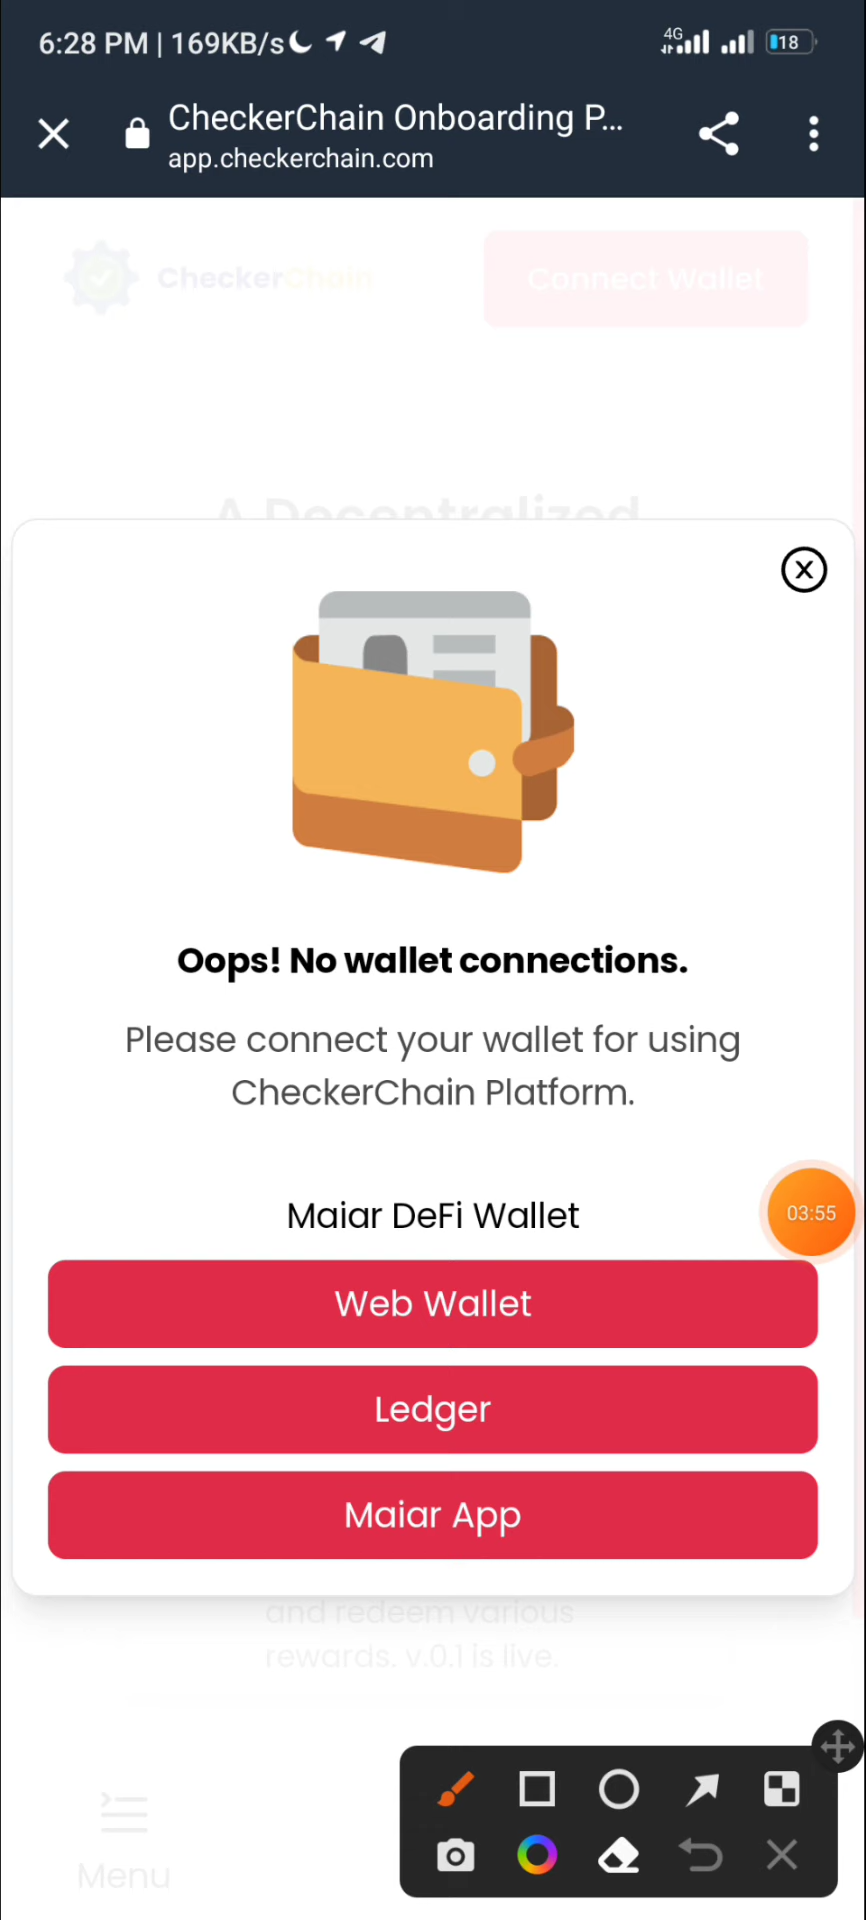 6:28 PM | 169KB/s
4G
18
CheckerChain Onboarding P...
app.checkerchain.com
CheckerChain
Connect Wallet
A Decentralized
Oops! No wallet connections.
Please connect your wallet for using
CheckerChain Platform.
Maiar DeFi Wallet
03:55
Web Wallet
Ledger
Maiar App
and redeem various
rewards. v.0.1 is live.
Menu